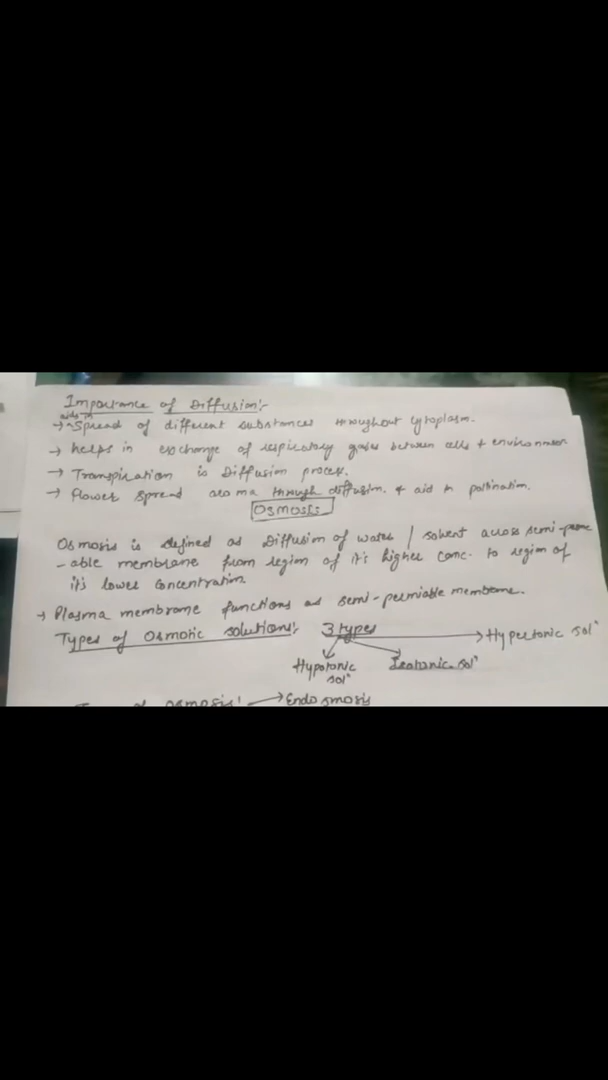 Importance of Diffusion:-
aids in
→ Spread of different substances throughout cytoplasm.
→ helps in exchange of respiratory gases between cells + environmen
→ Transpiration is Diffusion process.
→ flower spread aroma through diffusion. & aid in pollination.
Osmosis
Osmosis is defined as Diffusion of water / solvent across semi-perme
-able membrane from region of it's higher conc. to region of
it's lower concentration
→ Plasma membrane functions as semi-permiable membrane.
Types of Osmotic solutions:- 3 types → Hypertonic solⁿ
Hypotonic solⁿ Isotonic solⁿ
of osmosis:- → Endosmosis